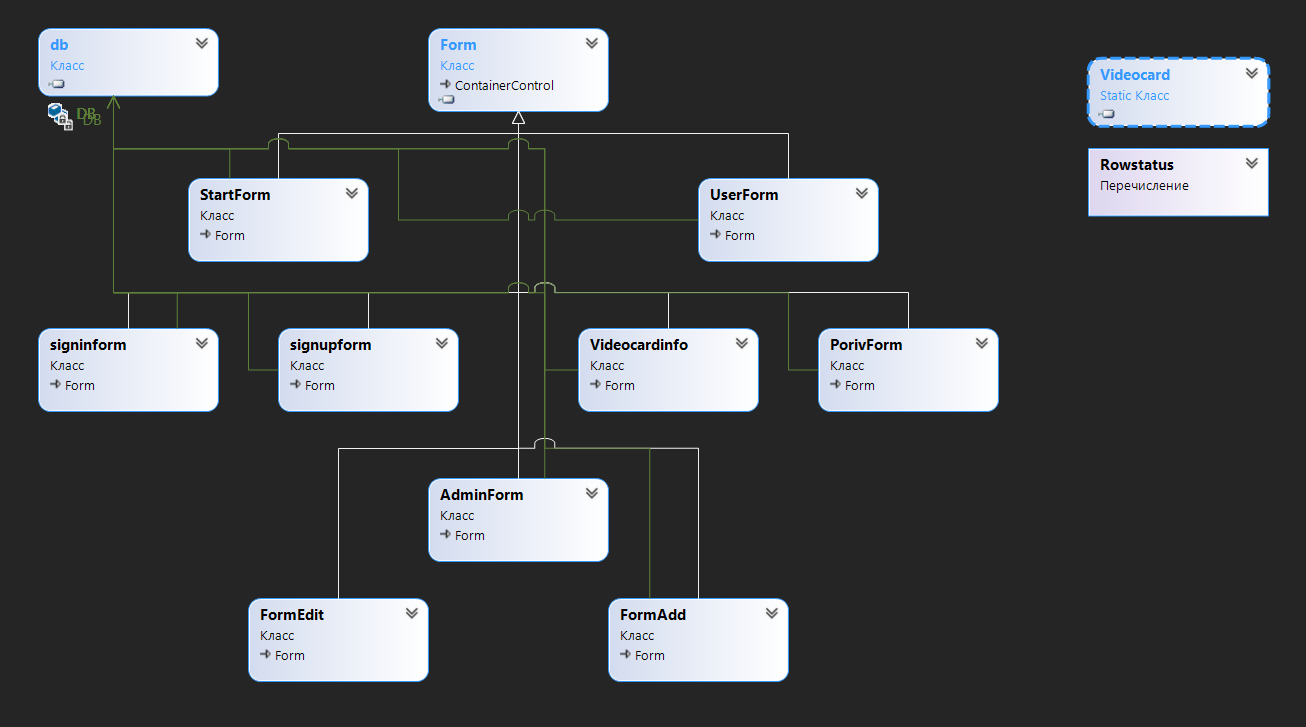 db
Класс
DB
DB
Form
Класс
ContainerControl
Videocard
Static Класс
Rowstatus
Перечисление
StartForm
Класс
Form
UserForm
Класс
Form
signinform
Класс
Form
signupform
Класс
Form
Videocardinfo
Класс
Form
PorivForm
Класс
Form
AdminForm
Класс
Form
FormEdit
Класс
Form
FormAdd
Класс
Form